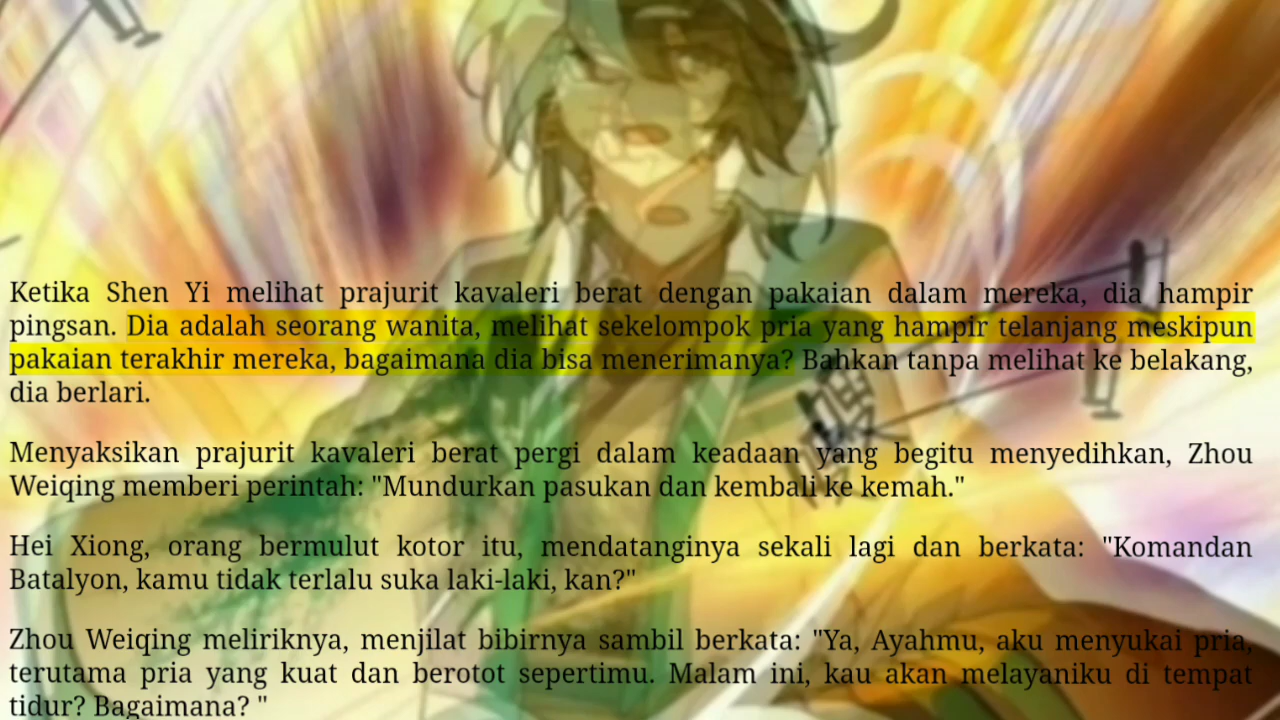 Ketika Shen Yi melihat prajurit kavaleri berat dengan pakaian dalam mereka, dia hampir
pingsan. Dia adalah seorang wanita, melihat sekelompok pria yang hampir telanjang meskipun
pakaian terakhir mereka, bagaimana dia bisa menerimanya? Bahkan tanpa melihat ke belakang,
dia berlari.
Menyaksikan prajurit kavaleri berat pergi dalam keadaan yang begitu menyedihkan, Zhou
Weiqing memberi perintah: "Mundurkan pasukan dan kembali ke kemah."
Hei Xiong, orang bermulut kotor itu, mendatanginya sekali lagi dan berkata: "Komandan
Batalyon, kamu tidak terlalu suka laki-laki, kan?"
Zhou Weiqing meliriknya, menjilat bibirnya sambil berkata: "Ya, Ayahmu, aku menyukai pria,
terutama pria yang kuat dan berotot sepertimu. Malam ini, kau akan melayaniku di tempat
tidur? Bagaimana? "